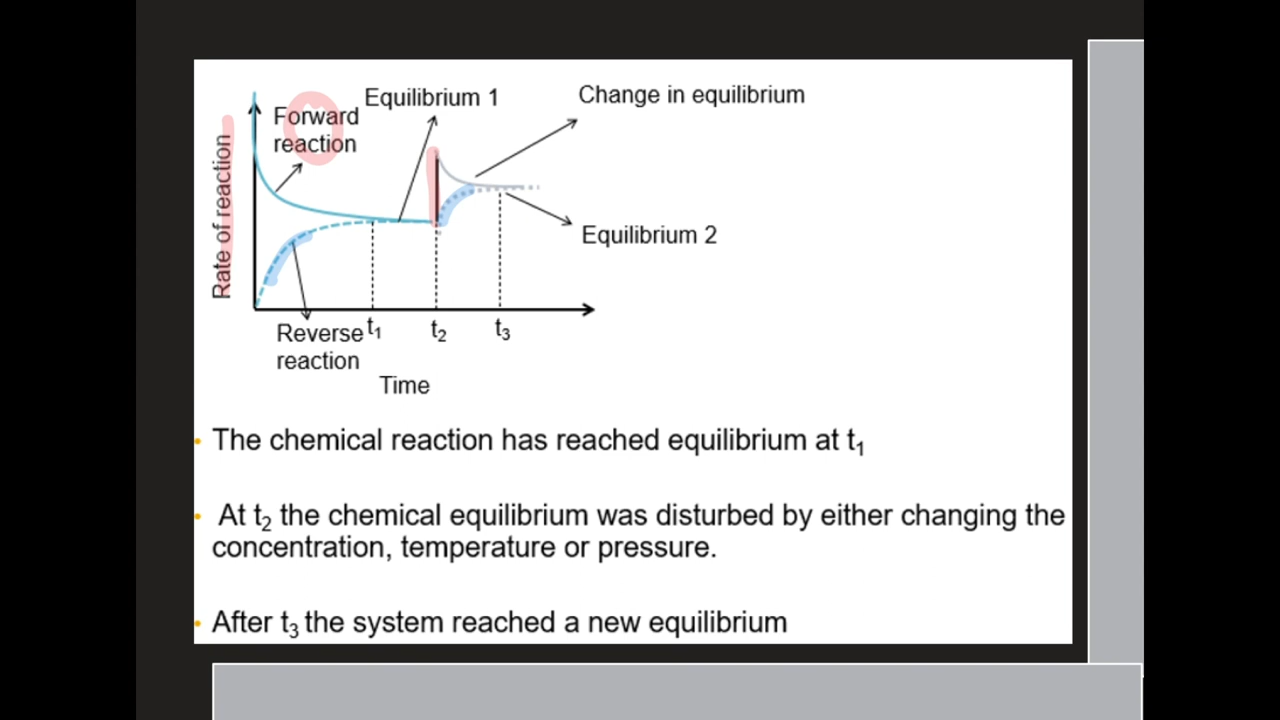 Forward
reaction
Equilibrium 1
Change in equilibrium
Rate of reaction
Equilibrium 2
Reverse
reaction
t1
t2
t3
Time
• The chemical reaction has reached equilibrium at t1
• At t2 the chemical equilibrium was disturbed by either changing the
concentration, temperature or pressure.
• After t3 the system reached a new equilibrium